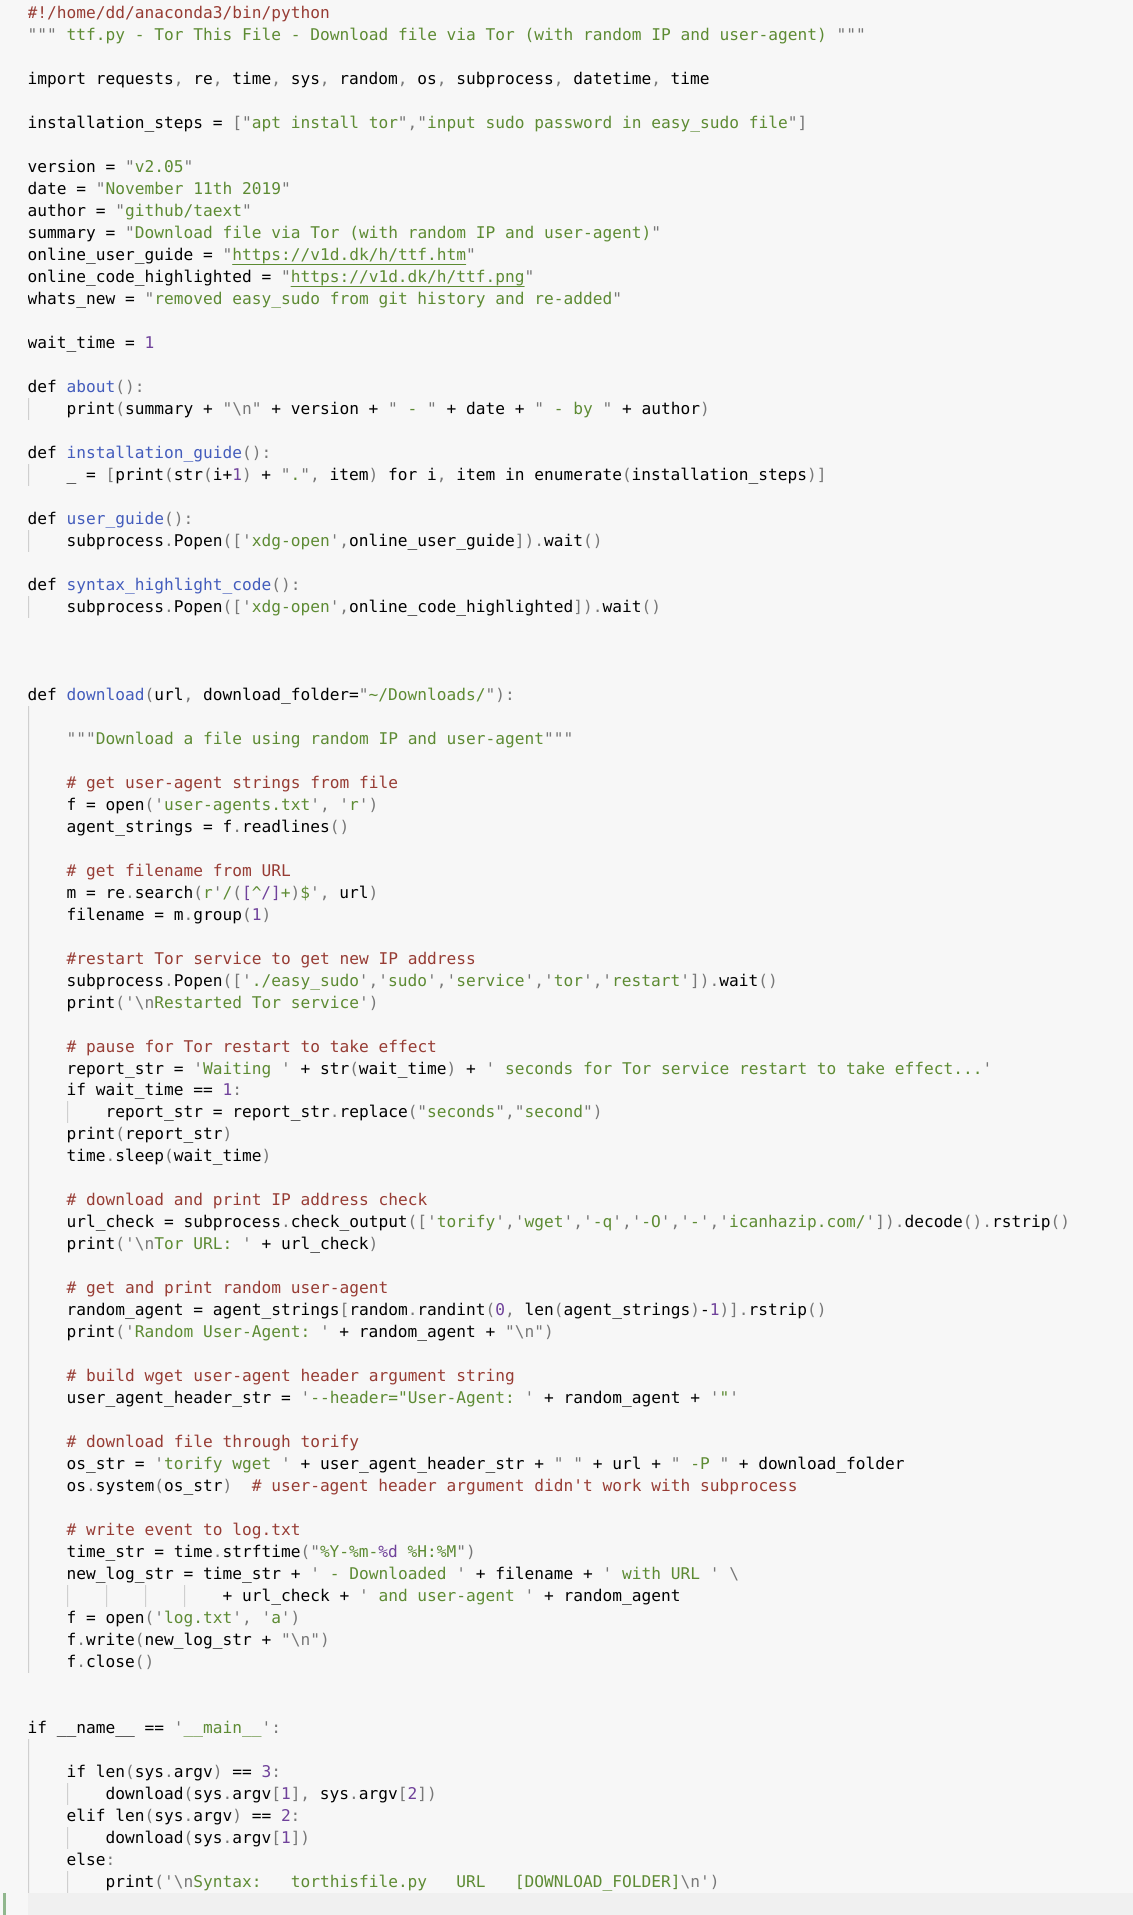 #!/home/dd/anaconda3/bin/python
""" ttf.py - Tor This File - Download file via Tor (with random IP and user-agent) """

import requests, re, time, sys, random, os, subprocess, datetime, time

installation_steps = ["apt install tor","input sudo password in easy_sudo file"]

version = "v2.05"
date = "November 11th 2019"
author = "github/taext"
summary = "Download file via Tor (with random IP and user-agent)"
online_user_guide = "https://v1d.dk/h/ttf.htm"
online_code_highlighted = "https://v1d.dk/h/ttf.png"
whats_new = "removed easy_sudo from git history and re-added"

wait_time = 1

def about():
    print(summary + "\n" + version + " - " + date + " - by " + author)

def installation_guide():
    _ = [print(str(i+1) + ".", item) for i, item in enumerate(installation_steps)]

def user_guide():
    subprocess.Popen(['xdg-open',online_user_guide]).wait()

def syntax_highlight_code():
    subprocess.Popen(['xdg-open',online_code_highlighted]).wait()

def download(url, download_folder="~/Downloads/"):

    """Download a file using random IP and user-agent"""

    # get user-agent strings from file
    f = open('user-agents.txt', 'r')
    agent_strings = f.readlines()

    # get filename from URL
    m = re.search(r'/([^/]+)$', url)
    filename = m.group(1)

    #restart Tor service to get new IP address
    subprocess.Popen(['./easy_sudo','sudo','service','tor','restart']).wait()
    print('\nRestarted Tor service')

    # pause for Tor restart to take effect
    report_str = 'Waiting ' + str(wait_time) + ' seconds for Tor service restart to take effect...'
    if wait_time == 1:
        report_str = report_str.replace("seconds","second")
    print(report_str)
    time.sleep(wait_time)

    # download and print IP address check
    url_check = subprocess.check_output(['torify','wget','-q','-O','-','icanhazip.com/']).decode().rstrip()
    print('\nTor URL: ' + url_check)

    # get and print random user-agent
    random_agent = agent_strings[random.randint(0, len(agent_strings)-1)].rstrip()
    print('Random User-Agent: ' + random_agent + "\n")

    # build wget user-agent header argument string
    user_agent_header_str = '--header="User-Agent: ' + random_agent + '"'

    # download file through torify
    os_str = 'torify wget ' + user_agent_header_str + " " + url + " -P " + download_folder
    os.system(os_str)  # user-agent header argument didn't work with subprocess

    # write event to log.txt
    time_str = time.strftime("%Y-%m-%d %H:%M")
    new_log_str = time_str + ' - Downloaded ' + filename + ' with URL ' \
                    + url_check + ' and user-agent ' + random_agent
    f = open('log.txt', 'a')
    f.write(new_log_str + "\n")
    f.close()

if __name__ == '__main__':

    if len(sys.argv) == 3:
        download(sys.argv[1], sys.argv[2])
    elif len(sys.argv) == 2:
        download(sys.argv[1])
    else:
        print('\nSyntax:   torthisfile.py   URL   [DOWNLOAD_FOLDER]\n')